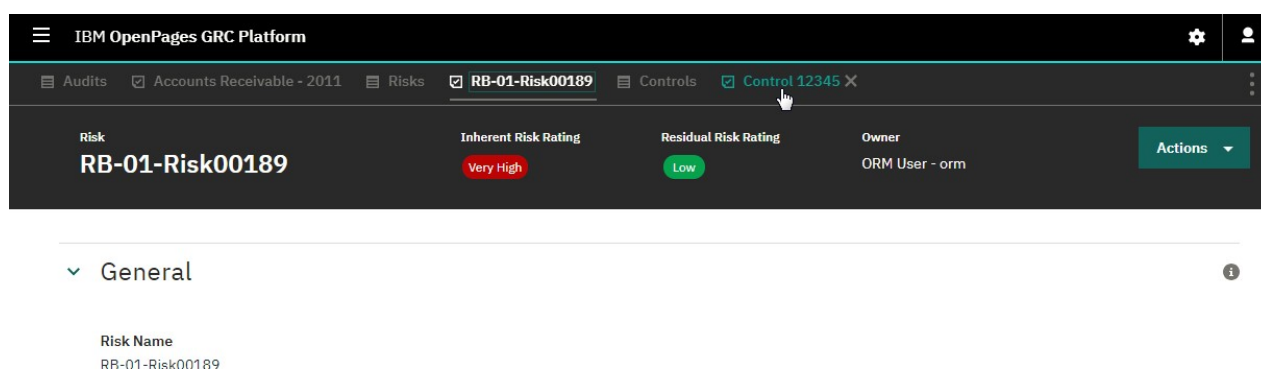 IBM OpenPages GRC Platform
Audits Accounts Receivable - 2011 Risks RB-01-Risk00189 Controls Control 12345
Risk Inherent Risk Rating Residual Risk Rating Owner
RB-01-Risk00189 Very High Low ORM User - orm Actions
General
Risk Name
RB-01-Risk00189